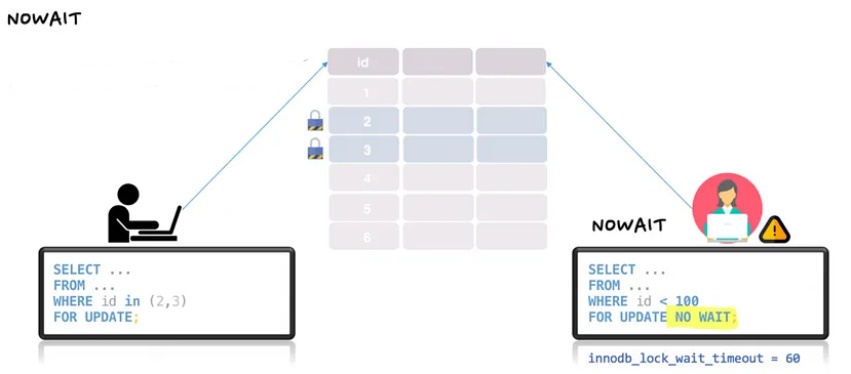 NOWAIT
id
1
2
3
4
5
6
NOWAIT
!
SELECT ...
FROM ...
WHERE id in (2,3)
FOR UPDATE;
SELECT ...
FROM ...
WHERE id < 100
FOR UPDATE NO WAIT;
innodb_lock_wait_timeout = 60